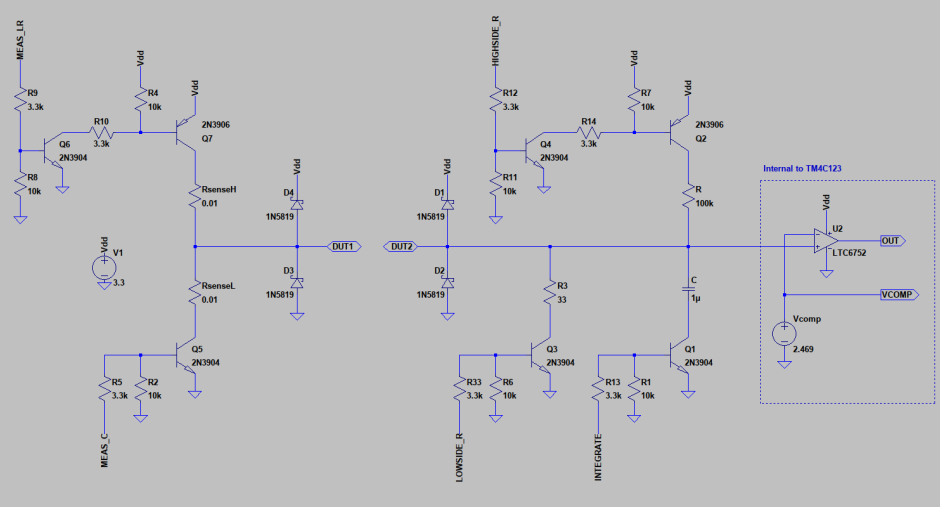 MEAS_LR
R9
3.3k
Q6
2N3904
R8
10k
R10
3.3k
Vdd
R4
10k
Vdd
2N3906
Q7
RsenseH
0.01
Vdd
D4
1N5819
DUT1
D3
1N5819
RsenseL
0.01
Vdd
V1
3.3
Q5
2N3904
R5
3.3k
R2
10k
MEAS_C
HIGHSIDE_R
R12
3.3k
Q4
2N3904
R11
10k
R14
3.3k
Vdd
R7
10k
Vdd
2N3906
Q2
R
100k
Vdd
D1
1N5819
DUT2
D2
1N5819
R3
33
C
1µ
Q3
2N3904
R33
3.3k
R6
10k
LOWSIDE_R
Q1
2N3904
R13
3.3k
R1
10k
INTEGRATE
Internal to TM4C123
Vdd
U2
LTC6752
OUT
VCOMP
Vcomp
2.469